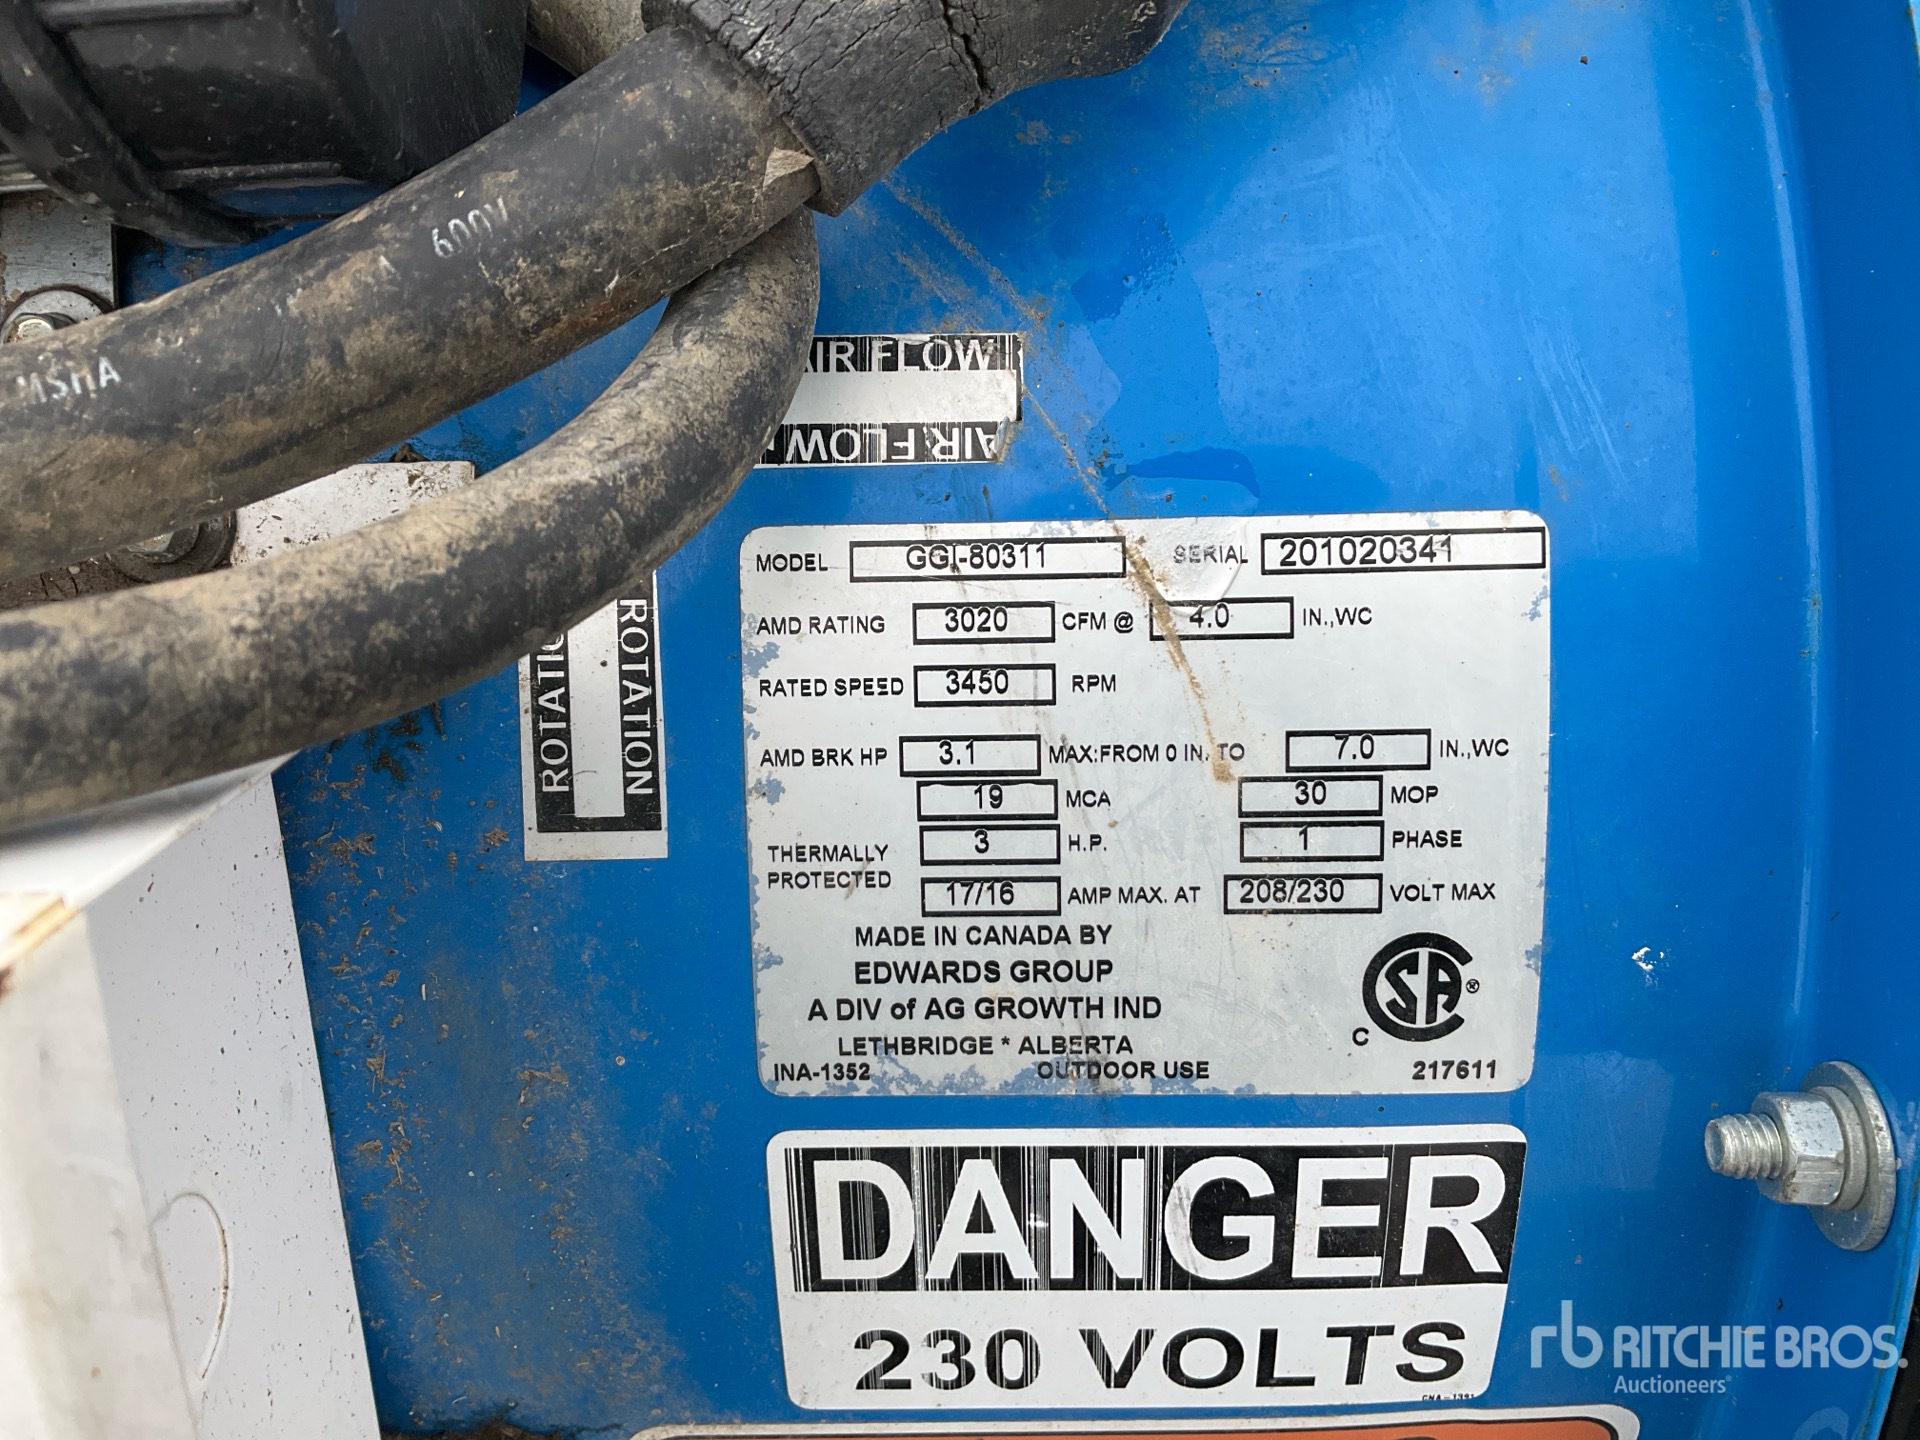 600V
MSHA
AIR FLOW
AIR FLOW
ROTATION
MODEL GGI-80311 SERIAL 201020341
AMD RATING 3020 CFM @ 4.0 IN.,WC
RATED SPEED 3450 RPM
AMD BRK HP 3.1 MAX:FROM 0 IN. TO 7.0 IN.,WC
19 MCA 30 MOP
THERMALLY PROTECTED 3 H.P. 1 PHASE
17/16 AMP MAX. AT 208/230 VOLT MAX
MADE IN CANADA BY
EDWARDS GROUP
A DIV of AG GROWTH IND
LETHBRIDGE * ALBERTA
INA-1352 OUTDOOR USE 217611
C SA ®
DANGER
230 VOLTS
rb RITCHIE BROS.
Auctioneers